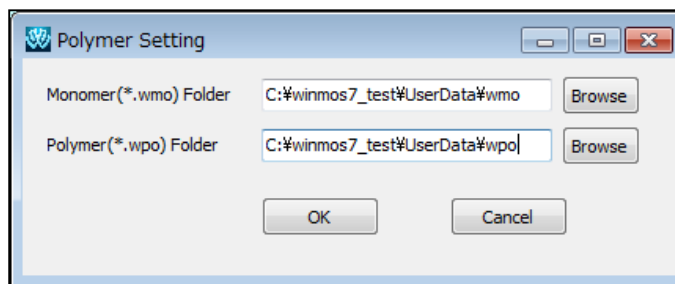 Polymer Setting
Monomer(*.wmo) Folder C:¥winmos7_test¥UserData¥wmo Browse
Polymer(*.wpo) Folder C:¥winmos7_test¥UserData¥wpo Browse
OK Cancel